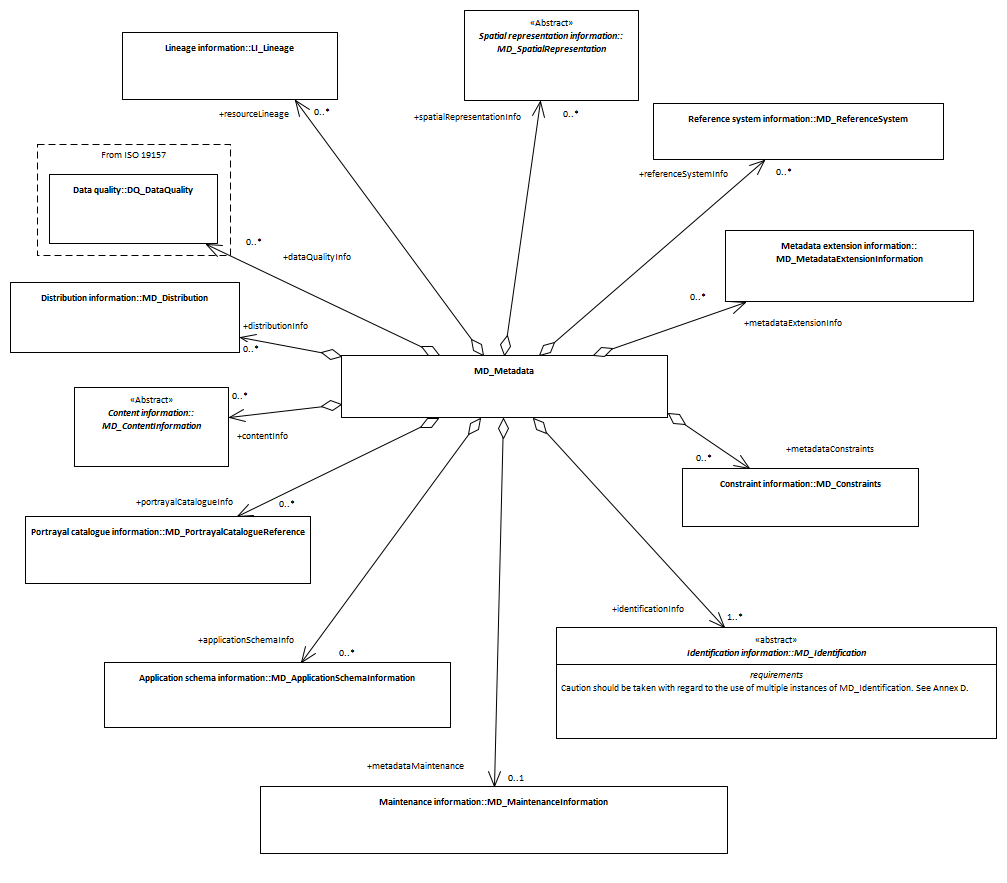 «Abstract»
Spatial representation information::
MD_SpatialRepresentation
Lineage information::LI_Lineage
+resourceLineage
0..*
+spatialRepresentationInfo
0..*
Reference system information::MD_ReferenceSystem
+referenceSystemInfo
0..*
From ISO 19157
Data quality::DQ_DataQuality
0..*
+dataQualityInfo
Metadata extension information::
MD_MetadataExtensionInformation
0..*
+metadataExtensionInfo
Distribution information::MD_Distribution
+distributionInfo
0..*
MD_Metadata
«Abstract»
Content information::
MD_ContentInformation
0..*
+contentInfo
+metadataConstraints
0..*
Constraint information::MD_Constraints
+portrayalCatalogueInfo
0..*
Portrayal catalogue information::MD_PortrayalCatalogueReference
+identificationInfo
1..*
«abstract»
Identification information::MD_Identification
requirements
Caution should be taken with regard to the use of multiple instances of MD_Identification. See Annex D.
+applicationSchemaInfo
0..*
Application schema information::MD_ApplicationSchemaInformation
+metadataMaintenance
0..1
Maintenance information::MD_MaintenanceInformation